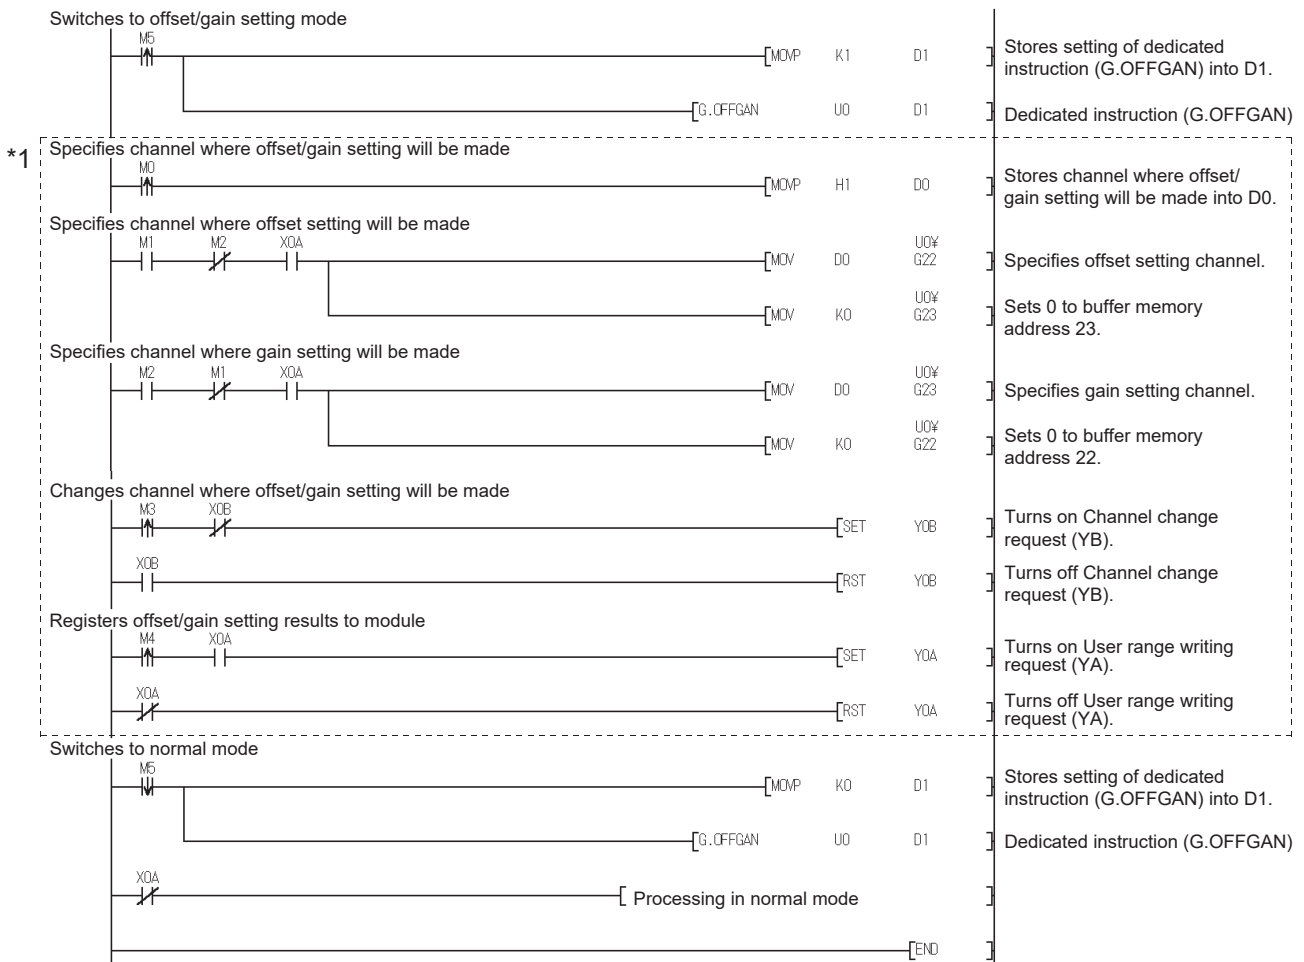 Switches to offset/gain setting mode
M5
MOVP K1 D1 Stores setting of dedicated
instruction (G.OFFGAN) into D1.
G.OFFGAN U0 D1 Dedicated instruction (G.OFFGAN)
*1
Specifies channel where offset/gain setting will be made
M0
MOVP H1 D0 Stores channel where offset/
gain setting will be made into D0.
Specifies channel where offset setting will be made
M1 M2 X0A U0¥
MOV D0 G22 Specifies offset setting channel.
U0¥
MOV K0 G23 Sets 0 to buffer memory
address 23.
Specifies channel where gain setting will be made
M2 M1 X0A U0¥
MOV D0 G23 Specifies gain setting channel.
U0¥
MOV K0 G22 Sets 0 to buffer memory
address 22.
Changes channel where offset/gain setting will be made
M3 X0B
SET Y0B Turns on Channel change
request (YB).
X0B
RST Y0B Turns off Channel change
request (YB).
Registers offset/gain setting results to module
M4 X0A
SET Y0A Turns on User range writing
request (YA).
X0A
RST Y0A Turns off User range writing
request (YA).
Switches to normal mode
M5
MOVP K0 D1 Stores setting of dedicated
instruction (G.OFFGAN) into D1.
G.OFFGAN U0 D1 Dedicated instruction (G.OFFGAN)
X0A
Processing in normal mode
END